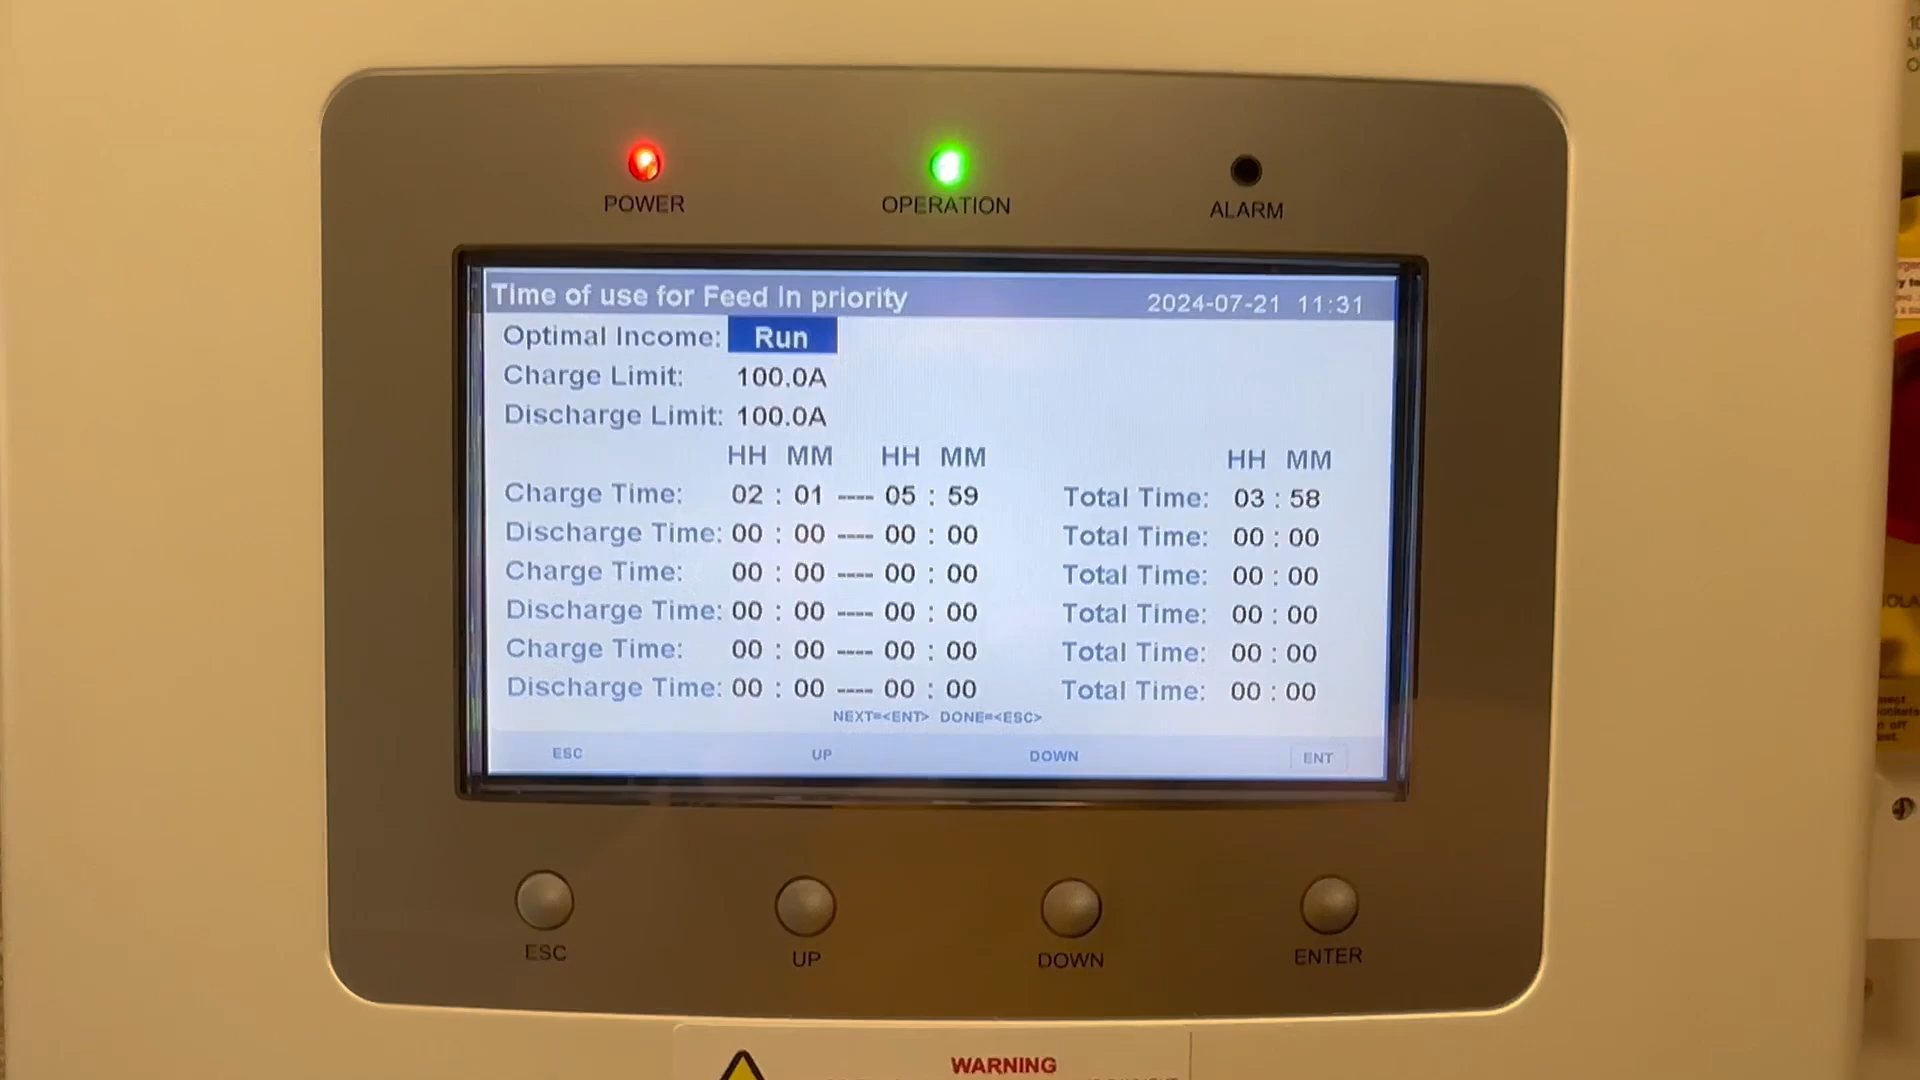 POWER OPERATION ALARM
Time of use for Feed In priority 2024-07-21 11:31
Optimal Income: Run
Charge Limit: 100.0A
Discharge Limit: 100.0A
HH MM HH MM HH MM
Charge Time: 02 : 01 ---- 05 : 59 Total Time: 03 : 58
Discharge Time: 00 : 00 ---- 00 : 00 Total Time: 00 : 00
Charge Time: 00 : 00 ---- 00 : 00 Total Time: 00 : 00
Discharge Time: 00 : 00 ---- 00 : 00 Total Time: 00 : 00
Charge Time: 00 : 00 ---- 00 : 00 Total Time: 00 : 00
Discharge Time: 00 : 00 ---- 00 : 00 Total Time: 00 : 00
NEXT=<ENT> DONE=<ESC>
ESC UP DOWN ENT
ESC UP DOWN ENTER
WARNING